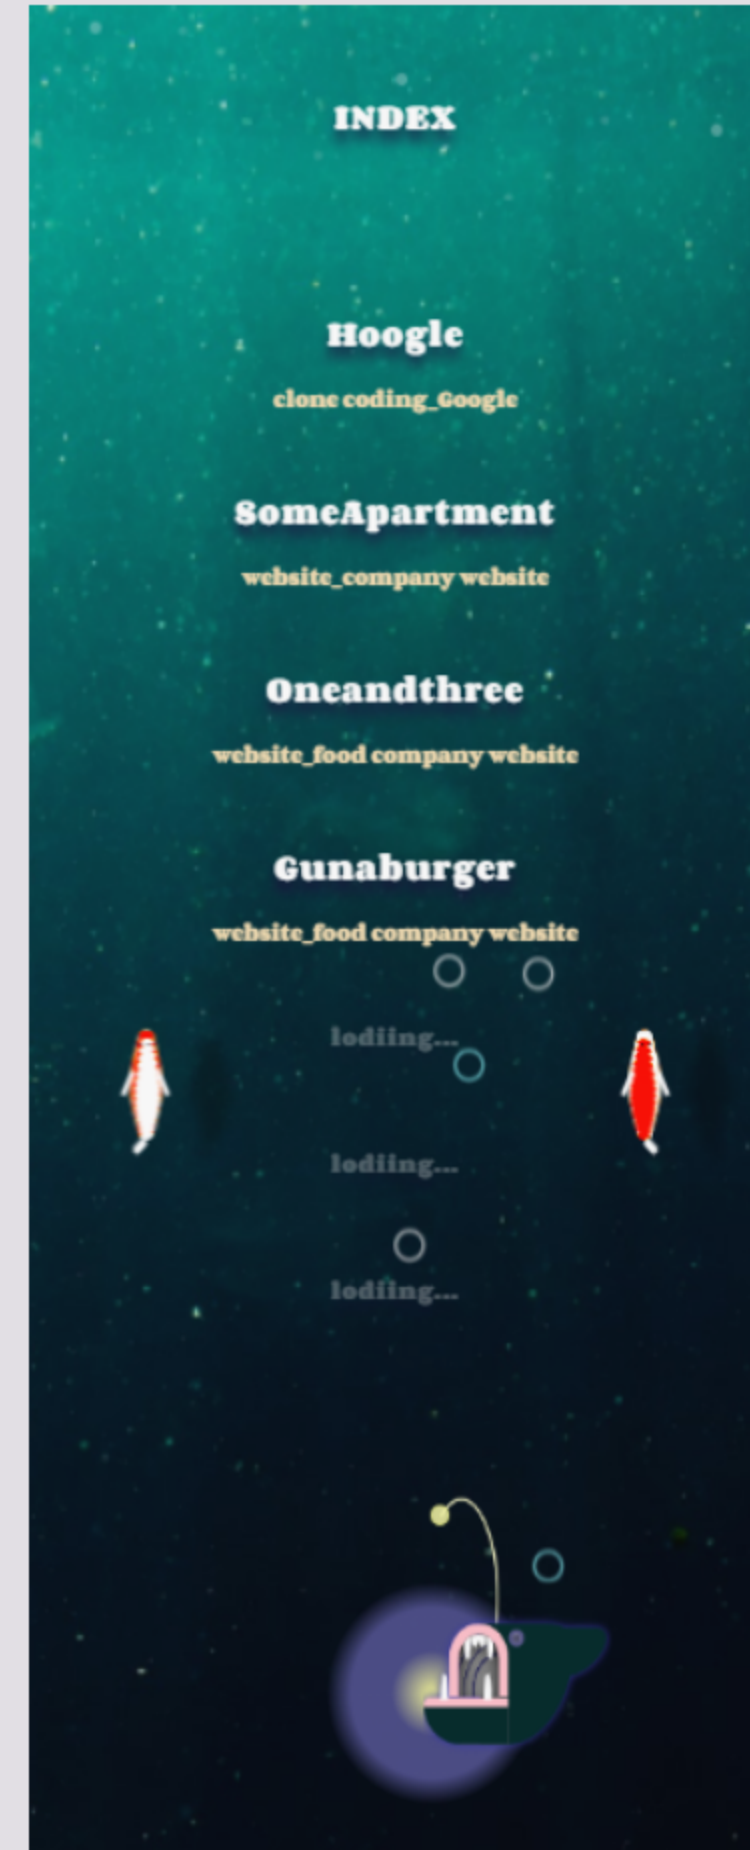 INDEX
Hoogle
clone coding_Google
SomeApartment
website_company website
Oneandthree
website_food company website
Gunaburger
website_food company website
lodiing...
lodiing...
lodiing...